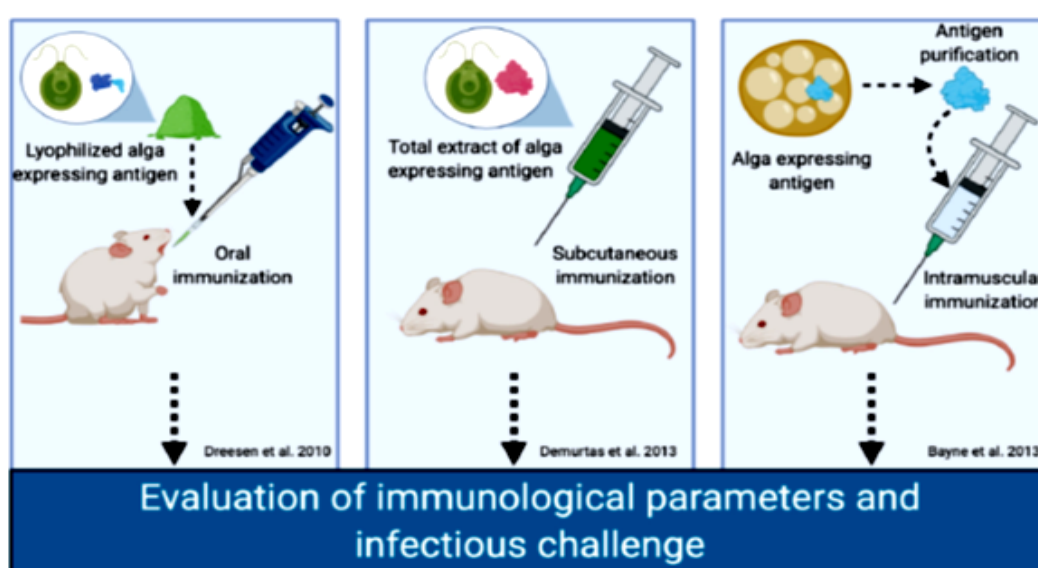 Lyophilized alga
expressing antigen
Oral
immunization
Dreesen et al. 2010
Total extract of alga
expressing antigen
Subcutaneous
immunization
Demurtas et al. 2013
Antigen
purification
Alga expressing
antigen
Intramuscular
immunization
Bayne et al. 2013
Evaluation of immunological parameters and
infectious challenge